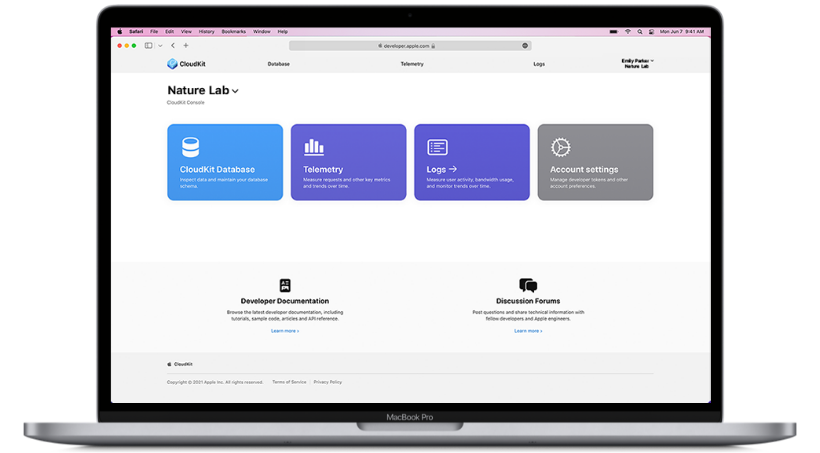 Safari File Edit View History Bookmarks Window Help Mon Jun 7 9:41 AM
developer.apple.com
CloudKit Database Telemetry Logs Emily Parker
Nature Lab
Nature Lab
CloudKit Console
CloudKit Database
Inspect data and maintain your database
schema.
Telemetry
Measure requests and other key metrics
and trends over time.
Logs →
Measure user activity, bandwidth usage,
and monitor trends over time.
Account settings
Manage developer tokens and other
account preferences.
Developer Documentation
Browse the latest developer documentation, including
tutorials, sample code, articles and API reference.
Learn more ›
Discussion Forums
Post questions and share technical information with
fellow developers and Apple engineers.
Learn more ›
CloudKit
Copyright © 2021 Apple Inc. All rights reserved. Terms of Service | Privacy Policy
MacBook Pro